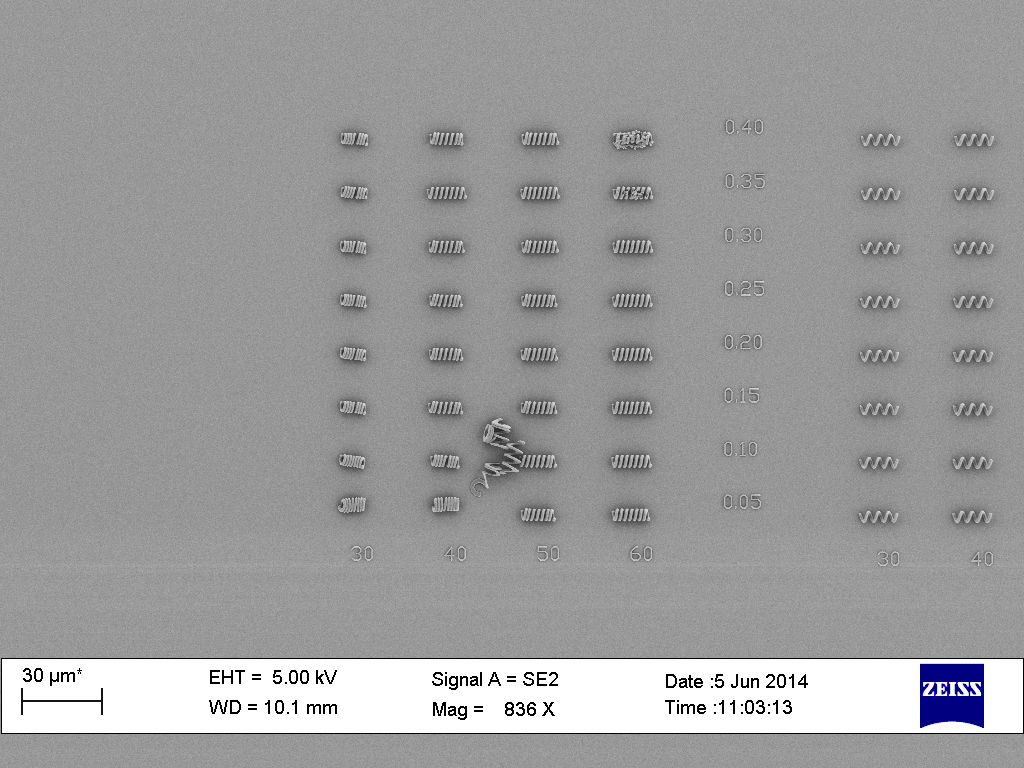 0.40
0.35
0.30
0.25
0.20
0.15
0.10
0.05
30 40 50 60 30 40
30 µm*
EHT = 5.00 kV
WD = 10.1 mm
Signal A = SE2
Mag = 836 X
Date :5 Jun 2014
Time :11:03:13
ZEISS